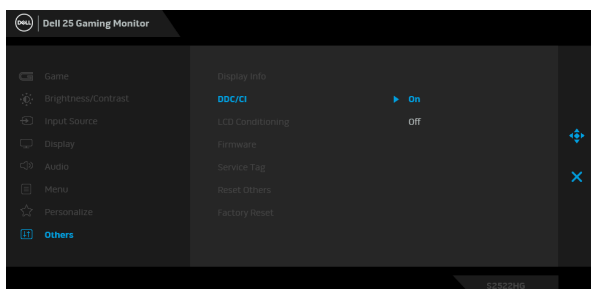 DELL Dell 25 Gaming Monitor
Game
Display Info
Brightness/Contrast
DDC/CI
On
Input Source
LCD Conditioning
Off
Display
Firmware
Audio
Service Tag
Menu
Reset Others
Personalize
Factory Reset
Others
S2522HG